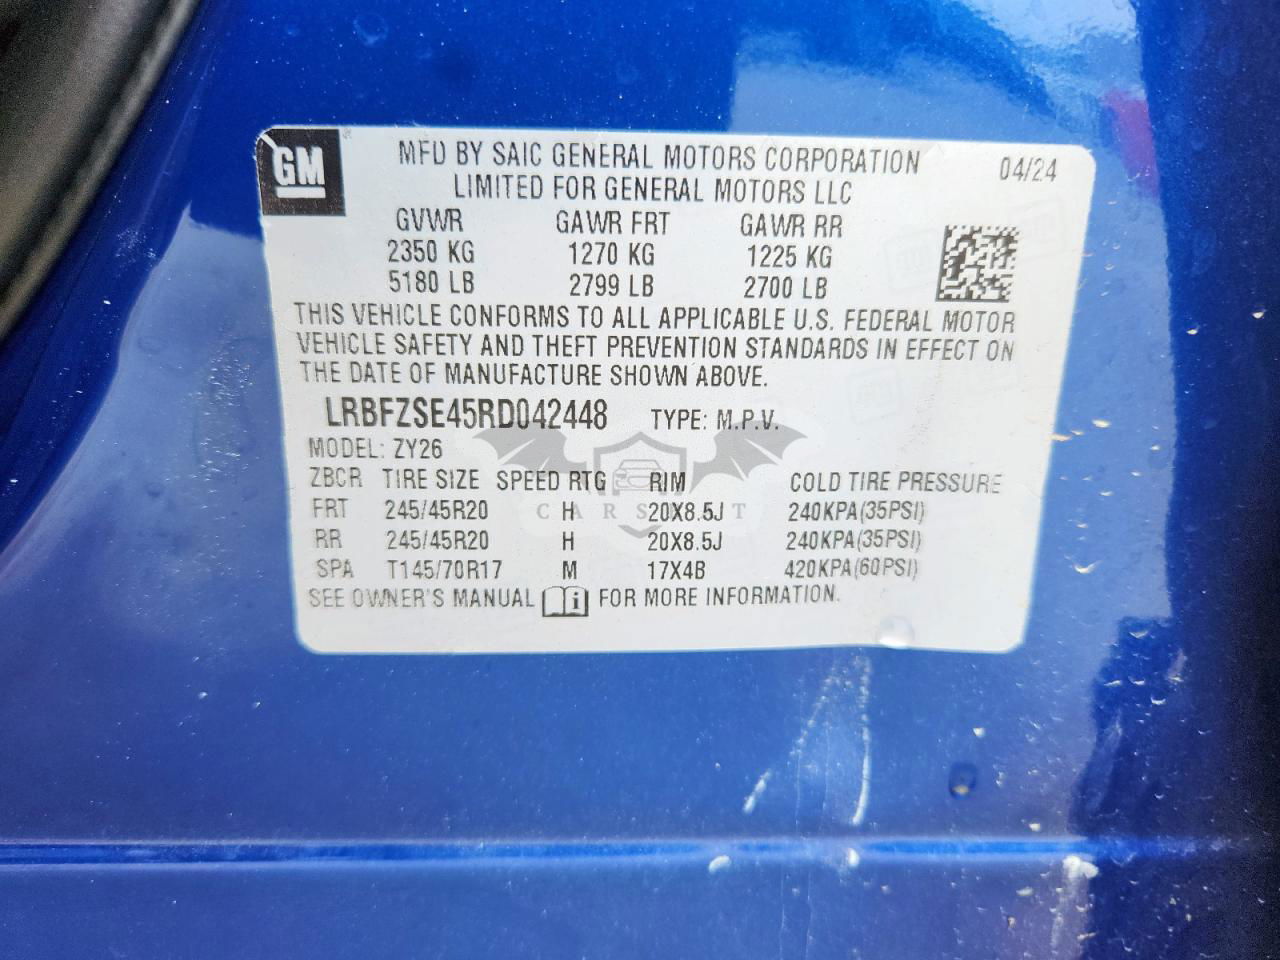 GM
MFD BY SAIC GENERAL MOTORS CORPORATION 04/24
LIMITED FOR GENERAL MOTORS LLC
GVWR GAWR FRT GAWR RR
2350 KG 1270 KG 1225 KG
5180 LB 2799 LB 2700 LB
THIS VEHICLE CONFORMS TO ALL APPLICABLE U.S. FEDERAL MOTOR
VEHICLE SAFETY AND THEFT PREVENTION STANDARDS IN EFFECT ON
THE DATE OF MANUFACTURE SHOWN ABOVE.
LRBFZSE45RD042448 TYPE: M.P.V.
MODEL: ZY26
ZBCR TIRE SIZE SPEED RTG RIM COLD TIRE PRESSURE
FRT 245/45R20 H 20X8.5J 240KPA(35PSI)
RR 245/45R20 H 20X8.5J 240KPA(35PSI)
SPA T145/70R17 M 17X4B 420KPA(60PSI)
SEE OWNER'S MANUAL i FOR MORE INFORMATION.